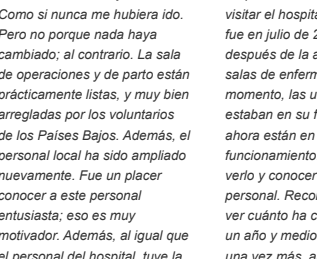 Como si nunca me hubiera ido.
Pero no porque nada haya
cambiado; al contrario. La sala
de operaciones y de parto están
prácticamente listas, y muy bien
arregladas por los voluntarios
de los Países Bajos. Además, el
personal local ha sido ampliado
nuevamente. Fue un placer
conocer a este personal
entusiasta; eso es muy
motivador. Además, al igual que
el personal del hospital, tuve la
visitar el
fue en julio de
después de la
salas de
momento, las
estaban en su
ahora están en
funcionamiento
verlo y conocer
personal.
ver cuánto ha
un año y medio
una vez más,